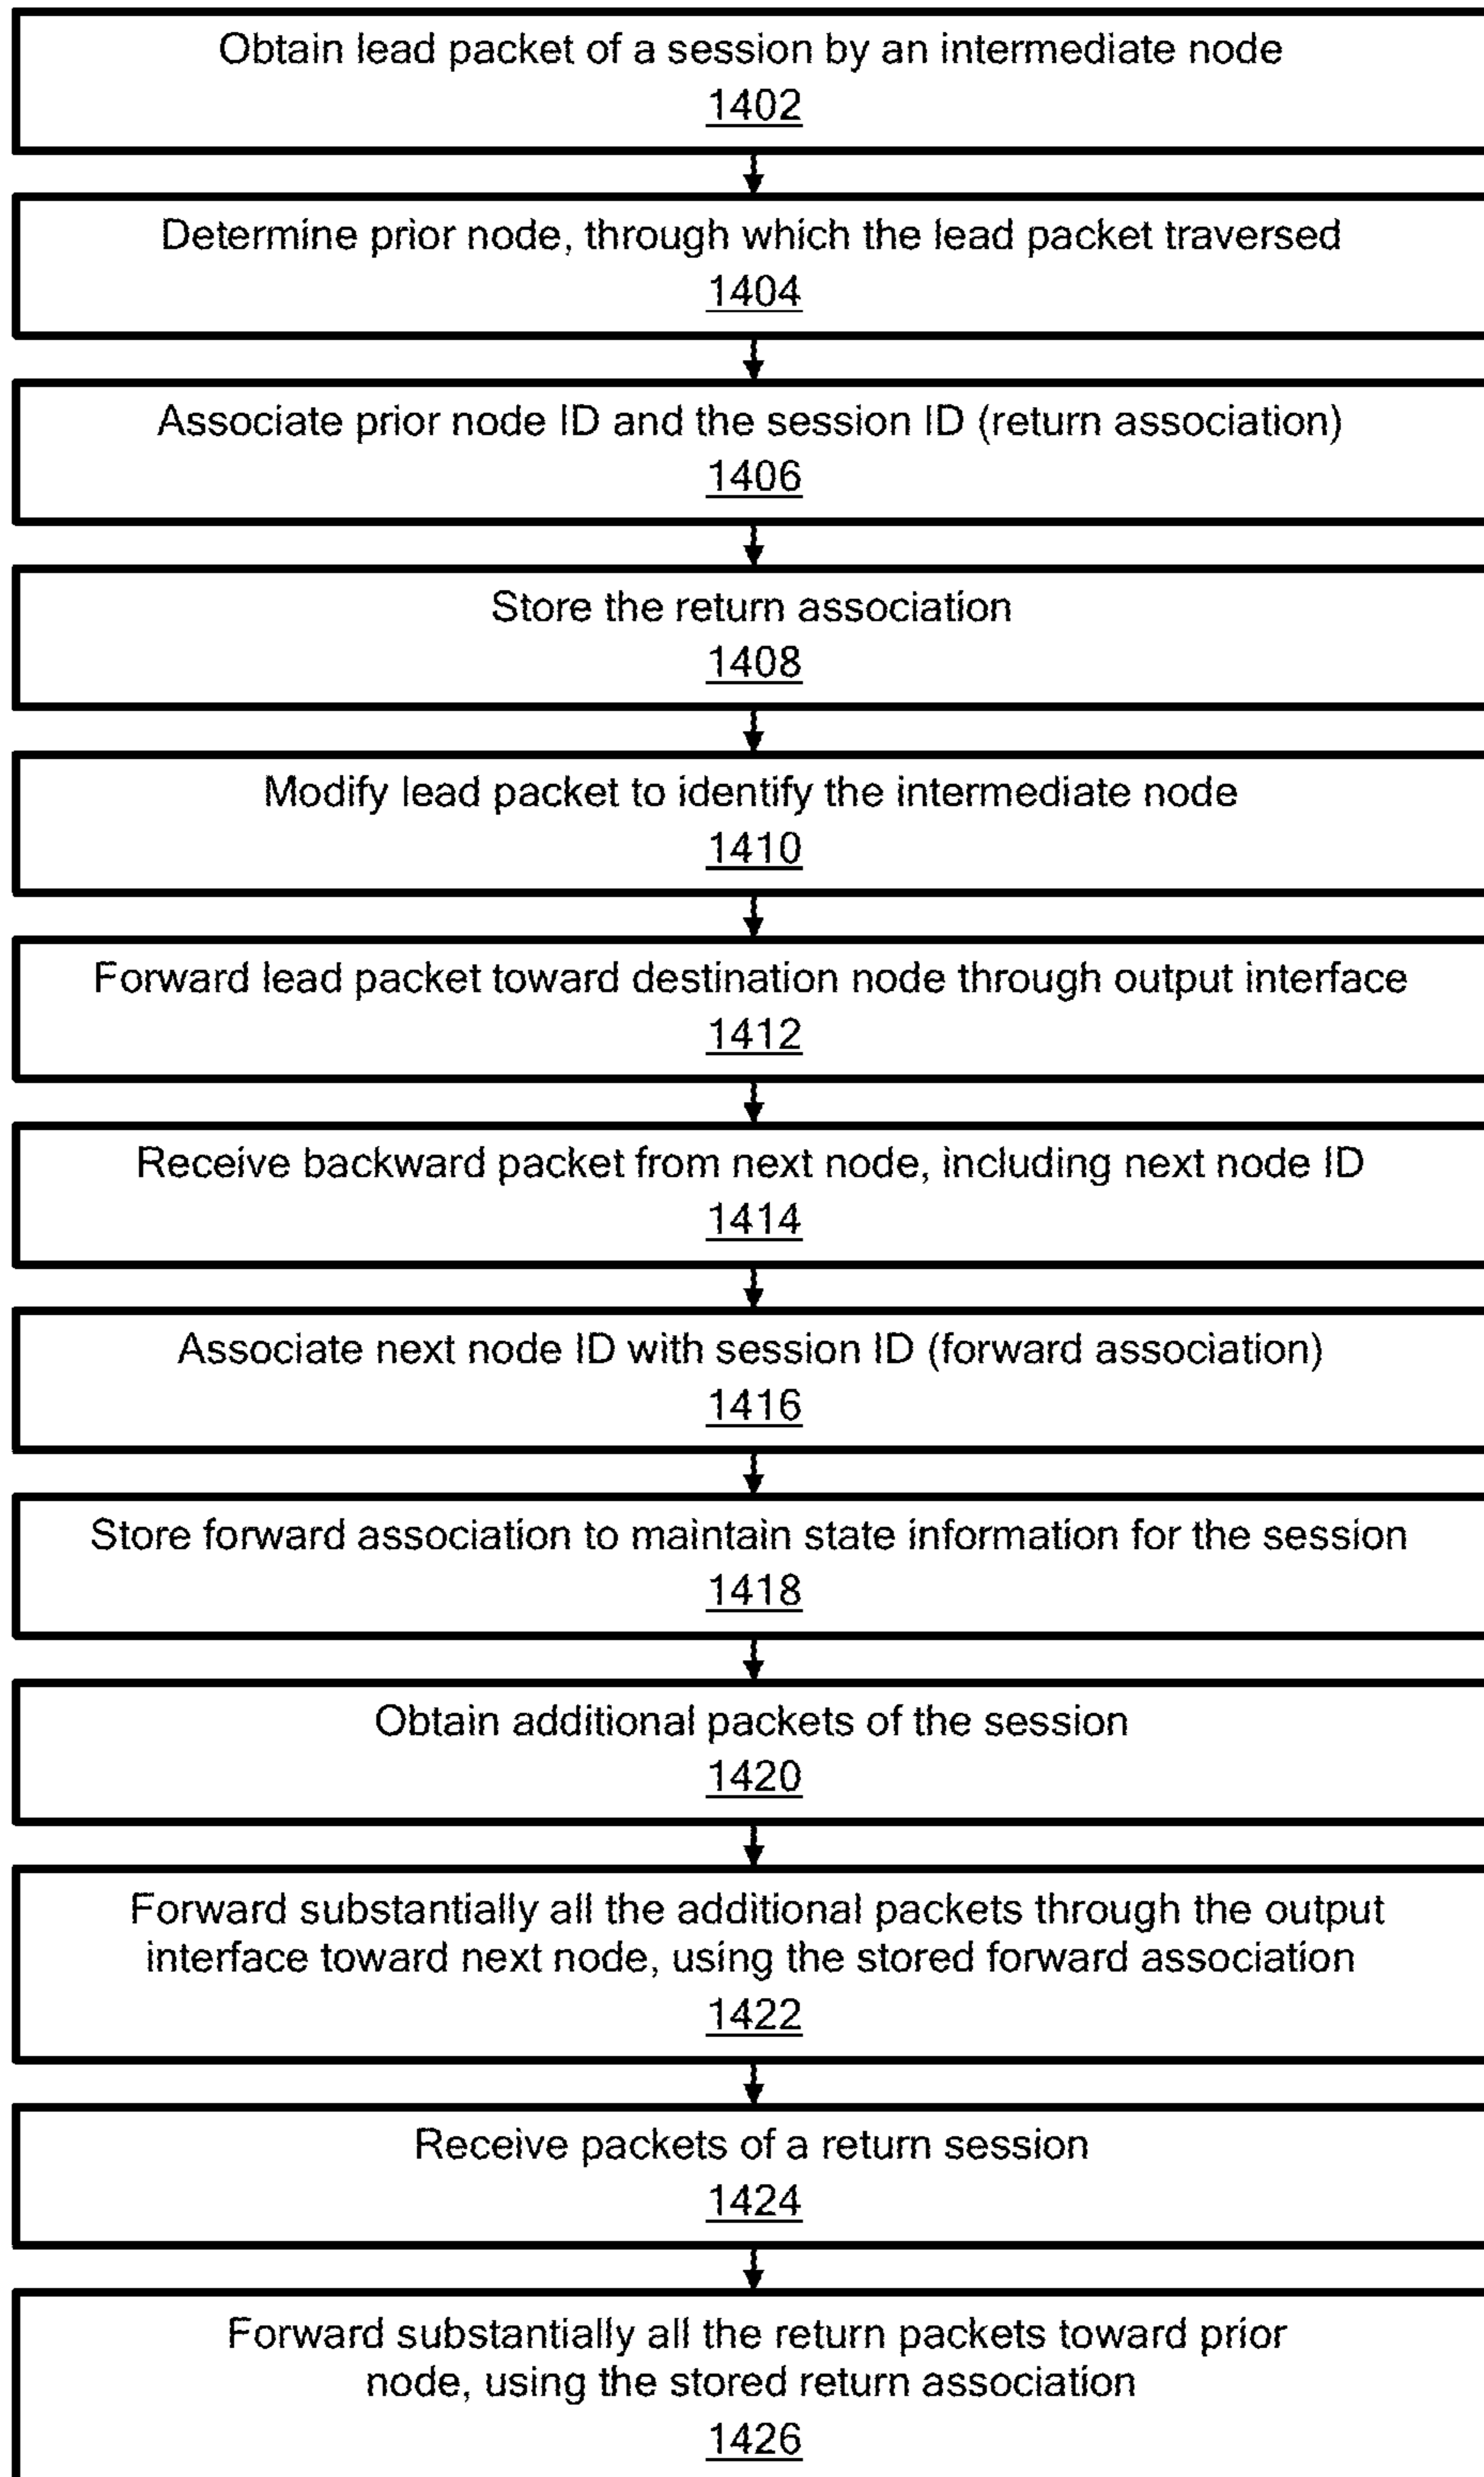 Obtain lead packet of a session by an intermediate node
1402
Determine prior node, through which the lead packet traversed
1404
Associate prior node ID and the session ID (return association)
1406
Store the return association
1408
Modify lead packet to identify the intermediate node
1410
Forward lead packet toward destination node through output interface
1412
Receive backward packet from next node, including next node ID
1414
Associate next node ID with session ID (forward association)
1416
Store forward association to maintain state information for the session
1418
Obtain additional packets of the session
1420
Forward substantially all the additional packets through the output
interface toward next node, using the stored forward association
1422
Receive packets of a return session
1424
Forward substantially all the return packets toward prior
node, using the stored return association
1426